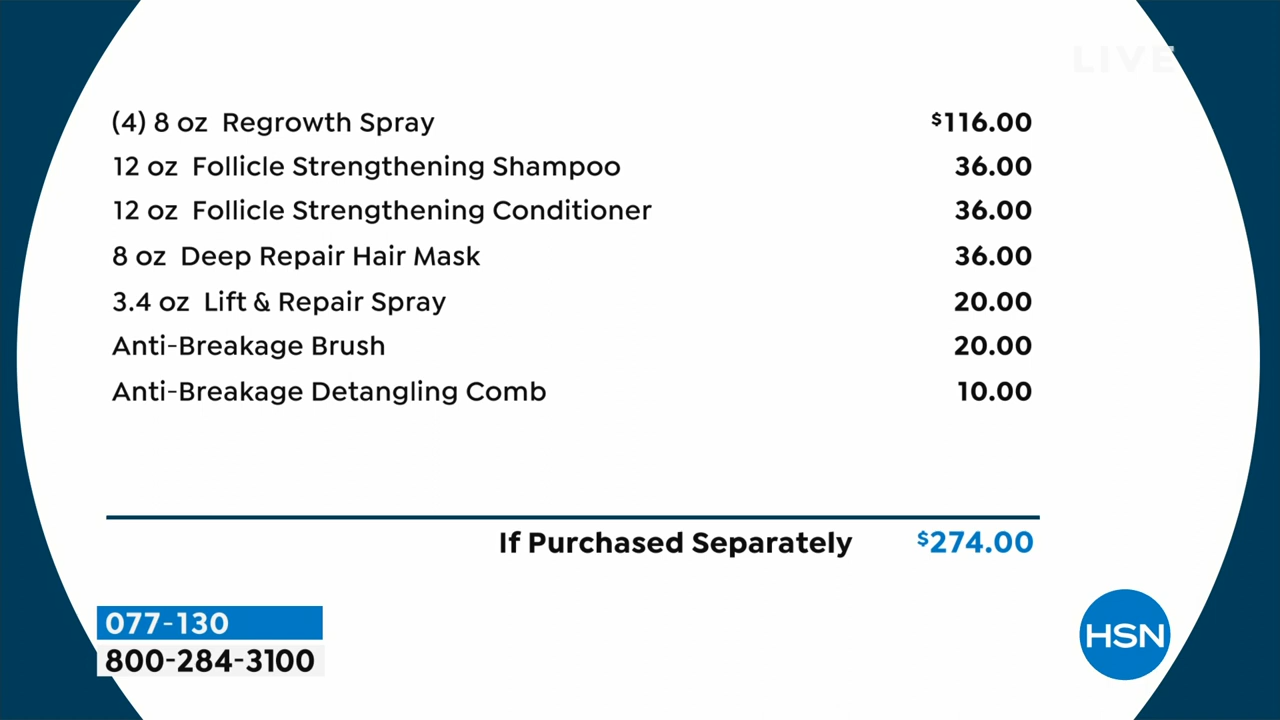 LIVE
(4) 8 oz Regrowth Spray $116.00
12 oz Follicle Strengthening Shampoo 36.00
12 oz Follicle Strengthening Conditioner 36.00
8 oz Deep Repair Hair Mask 36.00
3.4 oz Lift & Repair Spray 20.00
Anti-Breakage Brush 20.00
Anti-Breakage Detangling Comb 10.00
If Purchased Separately $274.00
077-130
800-284-3100
HSN